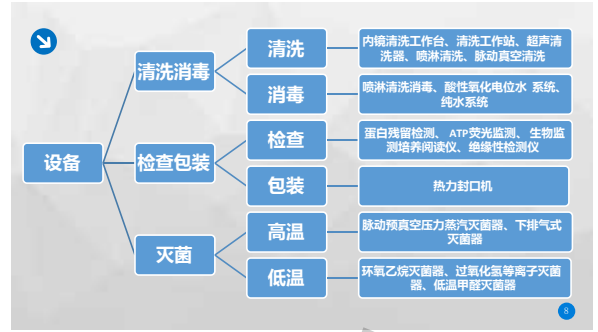 设备
清洗消毒
清洗
内镜清洗工作台、清洗工作站、超声清
洗器、喷淋清洗、脉动真空清洗
消毒
喷淋清洗消毒、酸性氧化电位水 系统、
纯水系统
检查包装
检查
蛋白残留检测、 ATP荧光监测、 生物监
测培养阅读仪、绝缘性检测仪
包装
热力封口机
灭菌
高温
脉动预真空压力蒸汽灭菌器、下排气式
灭菌器
低温
环氧乙烷灭菌器、过氧化氢等离子灭菌
器、低温甲醛灭菌器
8